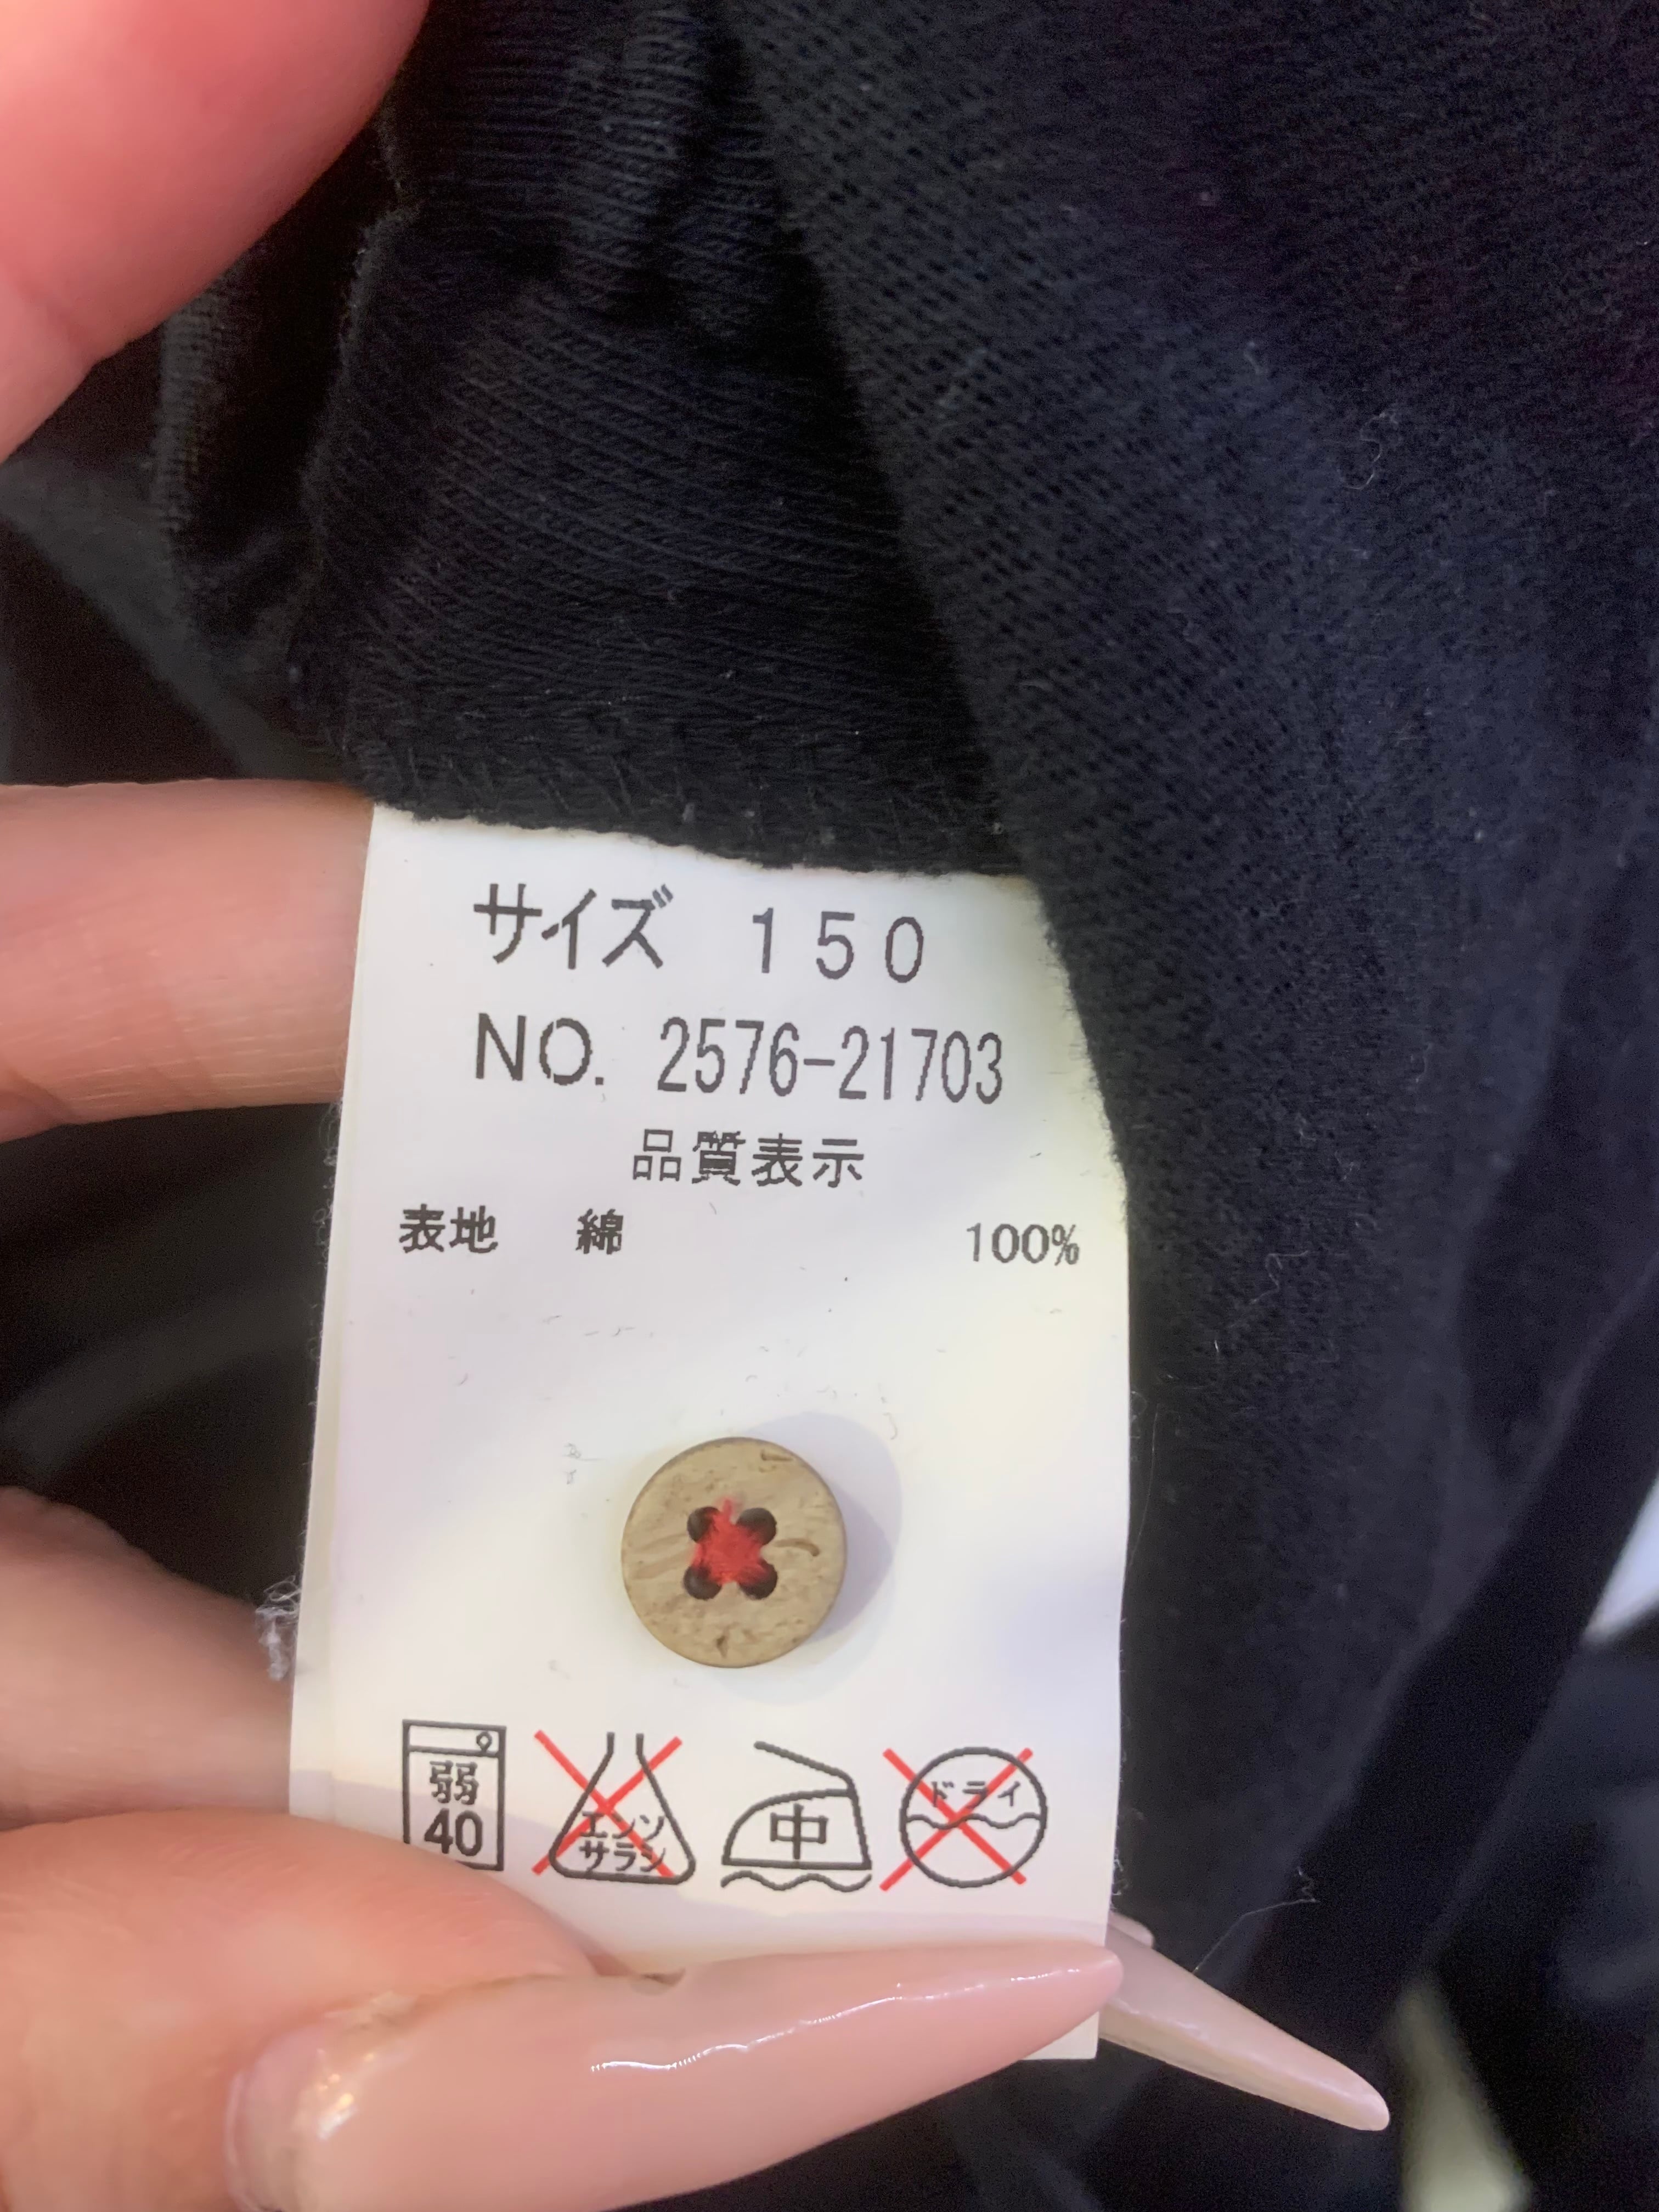 サイズ 150
NO. 2576-21703
品質表示
表地 綿 100%
弱
40
エンソ
サラシ
中
ドライ